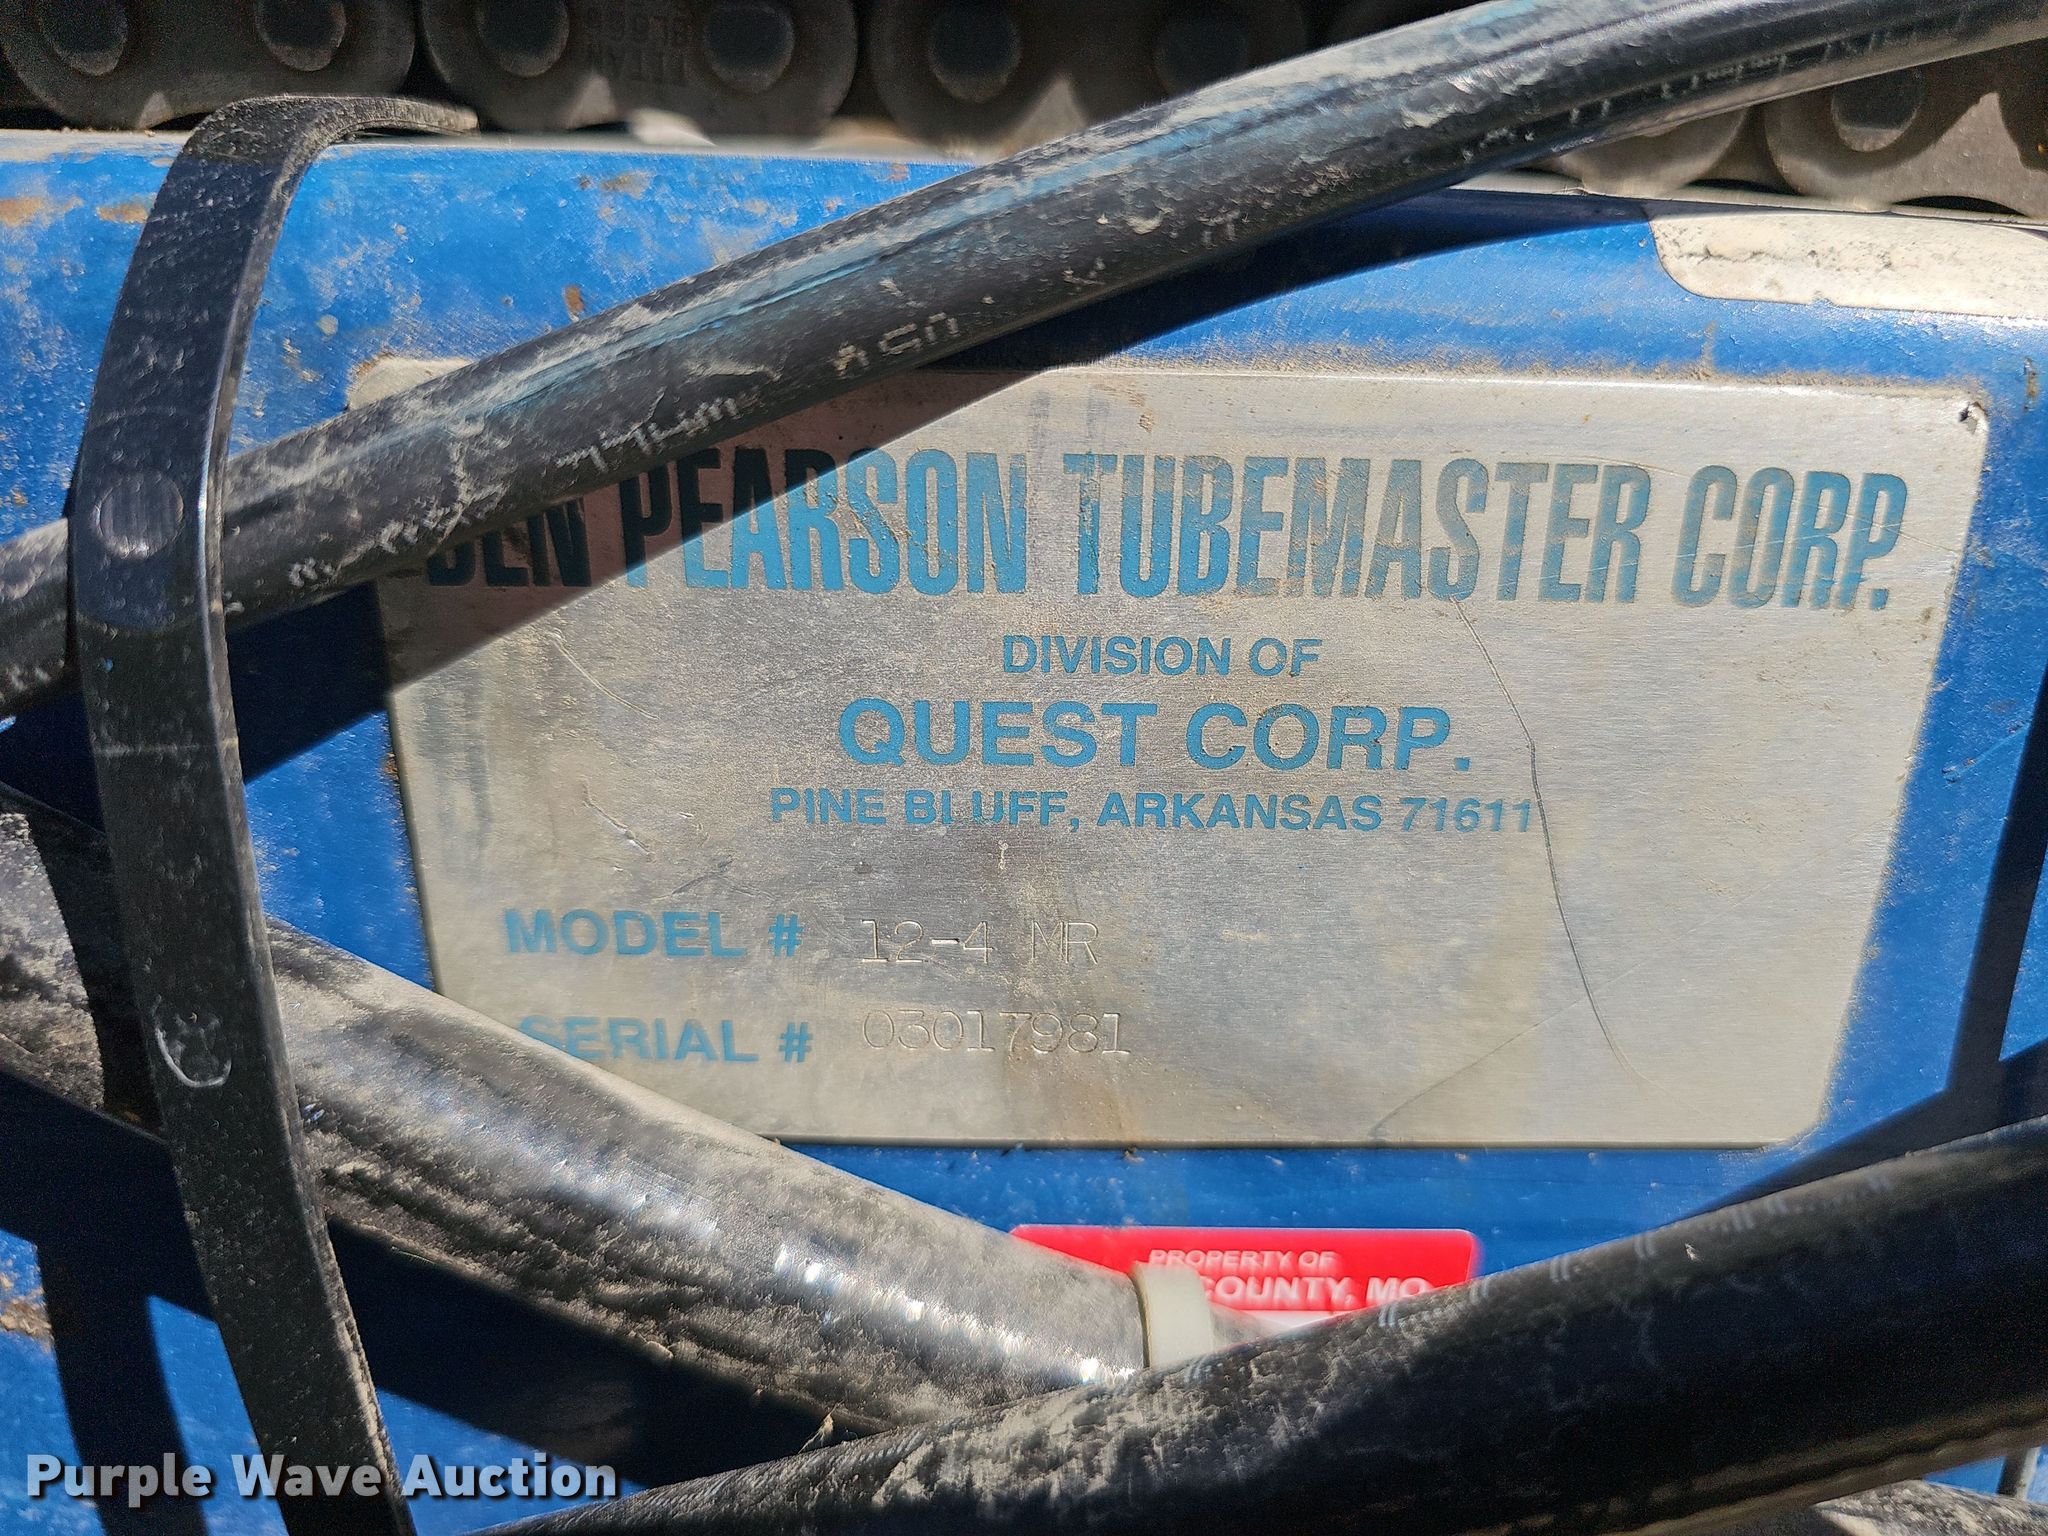 BEN PEARSON TUBEMASTER CORP.
DIVISION OF
QUEST CORP.
PINE BLUFF, ARKANSAS 71611
MODEL # 12-4 MR
SERIAL # 03017981
PROPERTY OF
COUNTY, MO
Purple Wave Auction